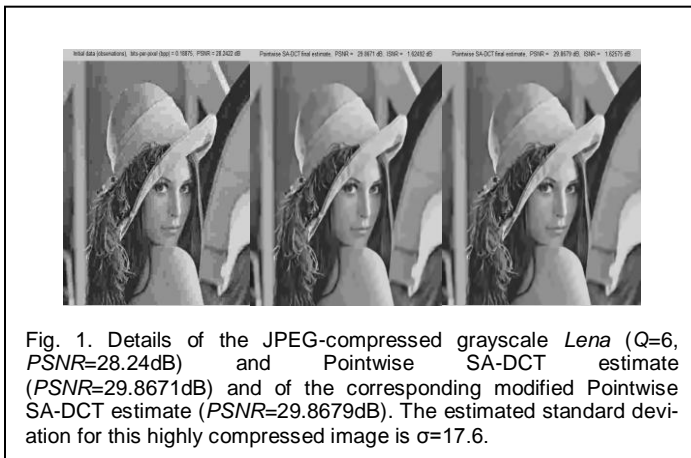 Initial data (observations), bits-per-pixel (bpp) = 0.18875, PSNR = 28.2422 dB
Pointwise SA-DCT final estimate, PSNR = 29.8671 dB, ISNR = 1.62492 dB
Pointwise SA-DCT final estimate, PSNR = 29.8679 dB, ISNR = 1.62575 dB
Fig. 1. Details of the JPEG-compressed grayscale Lena (Q=6,
PSNR=28.24dB) and Pointwise SA-DCT estimate
(PSNR=29.8671dB) and of the corresponding modified Pointwise
SA-DCT estimate (PSNR=29.8679dB). The estimated standard devi-
ation for this highly compressed image is σ=17.6.